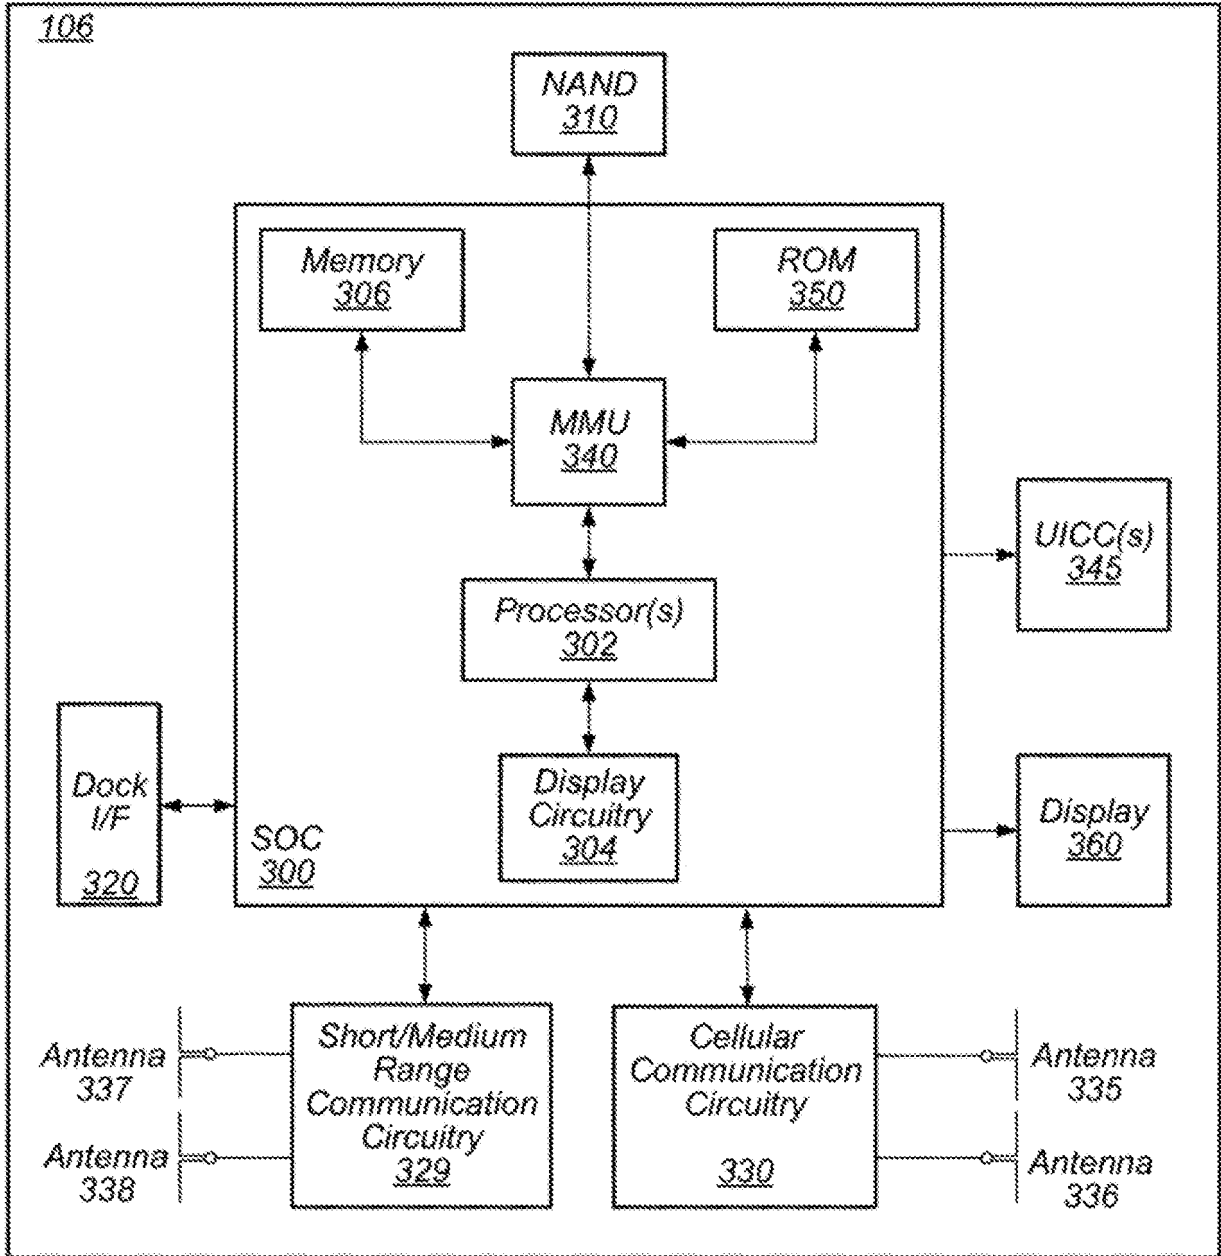 106
NAND
310
Memory
306
ROM
350
MMU
340
UICC(s)
345
Processor(s)
302
Dock
I/F
320
Display
Circuitry
304
SOC
300
Display
360
Short/Medium
Range
Communication
Circuitry
329
Cellular
Communication
Circuitry
330
Antenna
337
Antenna
338
Antenna
335
Antenna
336